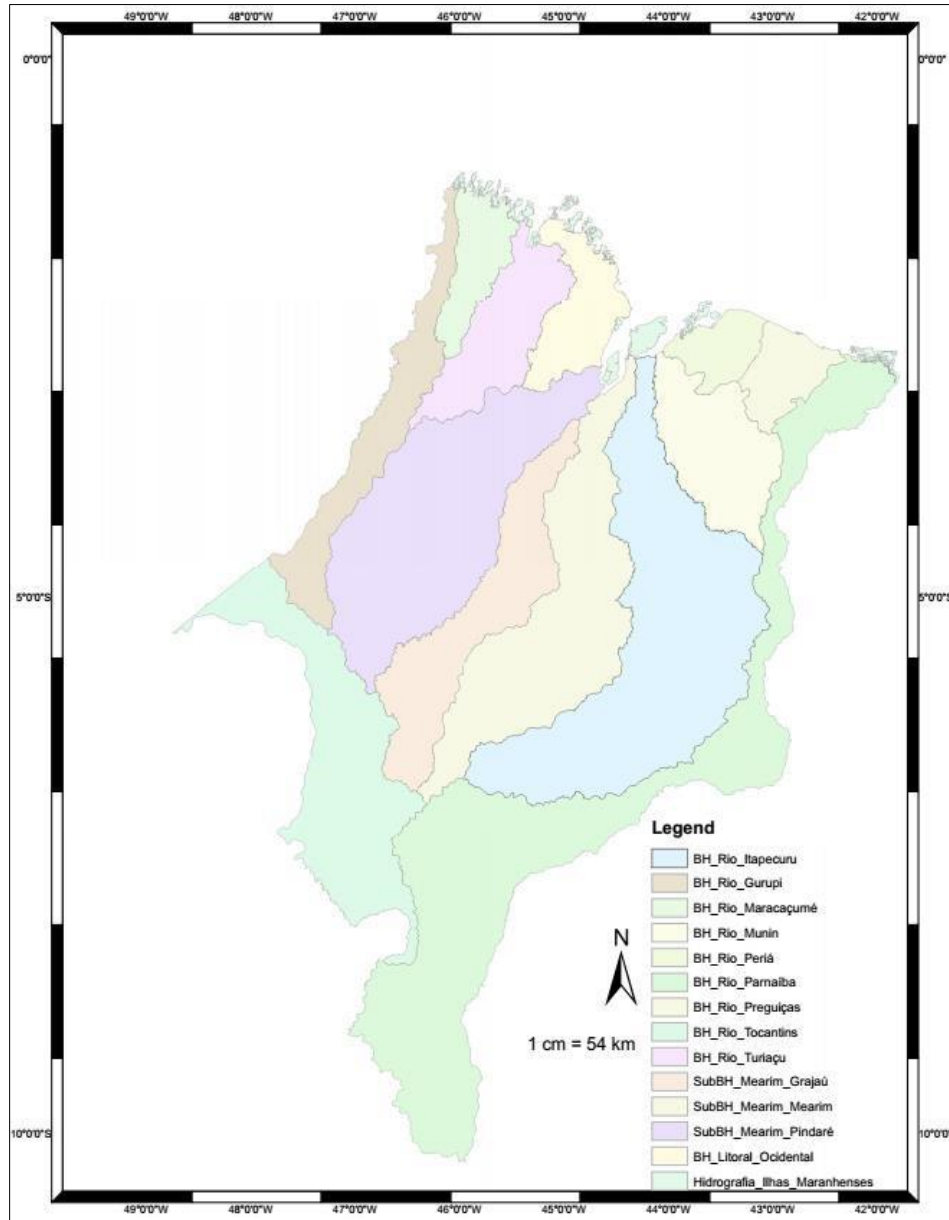 49°0'0"W 48°0'0"W 47°0'0"W 46°0'0"W 45°0'0"W 44°0'0"W 43°0'0"W 42°0'0"W
0°0'0" 0°0'0"
5°0'0"S 5°0'0"S
Legend
BH_Rio_Itapecuru
BH_Rio_Gurupi
BH_Rio_Maracaçumé
BH_Rio_Munin
BH_Rio_Periá
BH_Rio_Parnaíba
BH_Rio_Preguiças
BH_Rio_Tocantins
BH_Rio_Turiaçu
SubBH_Mearim_Grajaú
SubBH_Mearim_Mearim
SubBH_Mearim_Pindaré
BH_Litoral_Ocidental
Hidrografia_Ilhas_Maranhenses
N
1 cm = 54 km
10°0'0"S 10°0'0"S
49°0'0"W 48°0'0"W 47°0'0"W 46°0'0"W 45°0'0"W 44°0'0"W 43°0'0"W 42°0'0"W